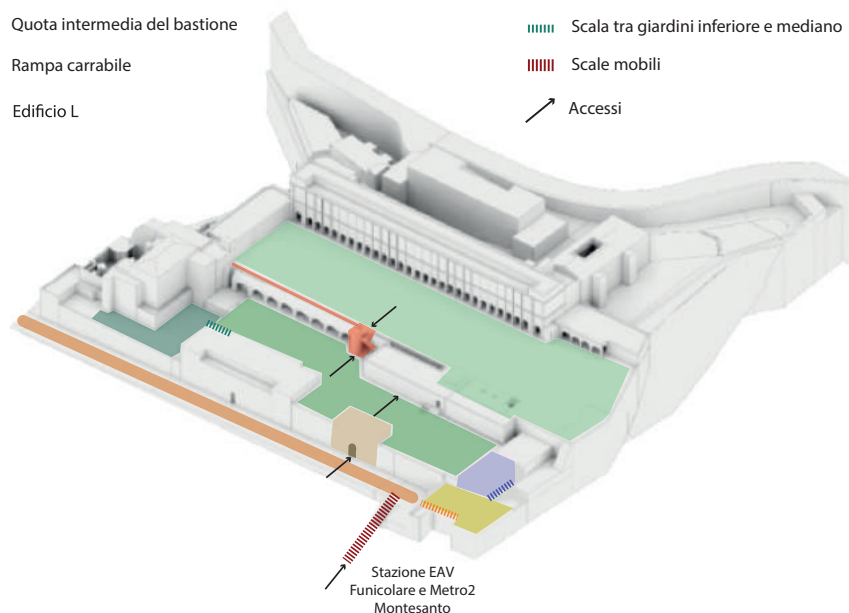 Quota intermedia del bastione
Rampa carrabile
Edificio L
Scala tra giardini inferiore e mediano
Scale mobili
Accessi
Stazione EAV
Funicolare e Metro2
Montesanto